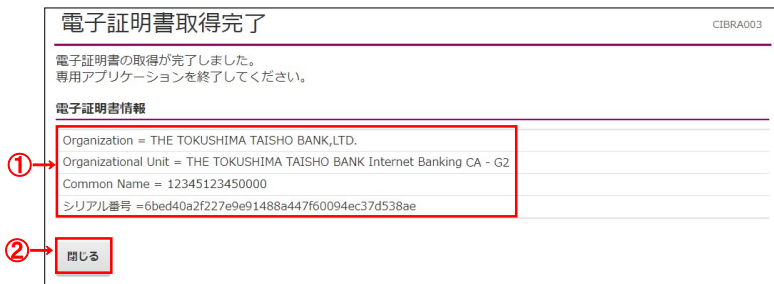 電子証明書取得完了
CIBRA003
電子証明書の取得が完了しました。
専用アプリケーションを終了してください。
電子証明書情報
Organization = THE TOKUSHIMA TAISHO BANK,LTD.
① Organizational Unit = THE TOKUSHIMA TAISHO BANK Internet Banking CA - G2
Common Name = 12345123450000
シリアル番号 =6bed40a2f227e9e91488a447f60094ec37d538ae
② 閉じる